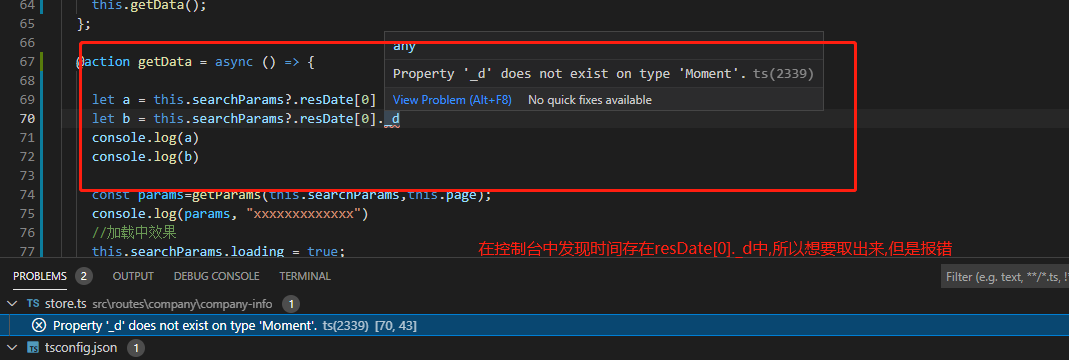 64 this.getData();
65 };
66
any
67 @action getData = async () => {
Property '_d' does not exist on type 'Moment'. ts(2339)
68
View Problem (Alt+F8) No quick fixes available
69 let a = this.searchParams?.resDate[0]
70 let b = this.searchParams?.resDate[0]._d
71 console.log(a)
72 console.log(b)
73
74 const params=getParams(this.searchParams,this.page);
75 console.log(params, "xxxxxxxxxxxxx")
76 //加载中效果
77 this.searchParams.loading = true;
在控制台中发现时间存在resDate[0]._d中,所以想要取出来,但是报错
PROBLEMS 2 OUTPUT DEBUG CONSOLE TERMINAL
Filter (e.g. text, **/*.ts, !*
TS store.ts src\routes\company\company-info 1
Property '_d' does not exist on type 'Moment'. ts(2339) [70, 43]
TS tsconfig.json 1